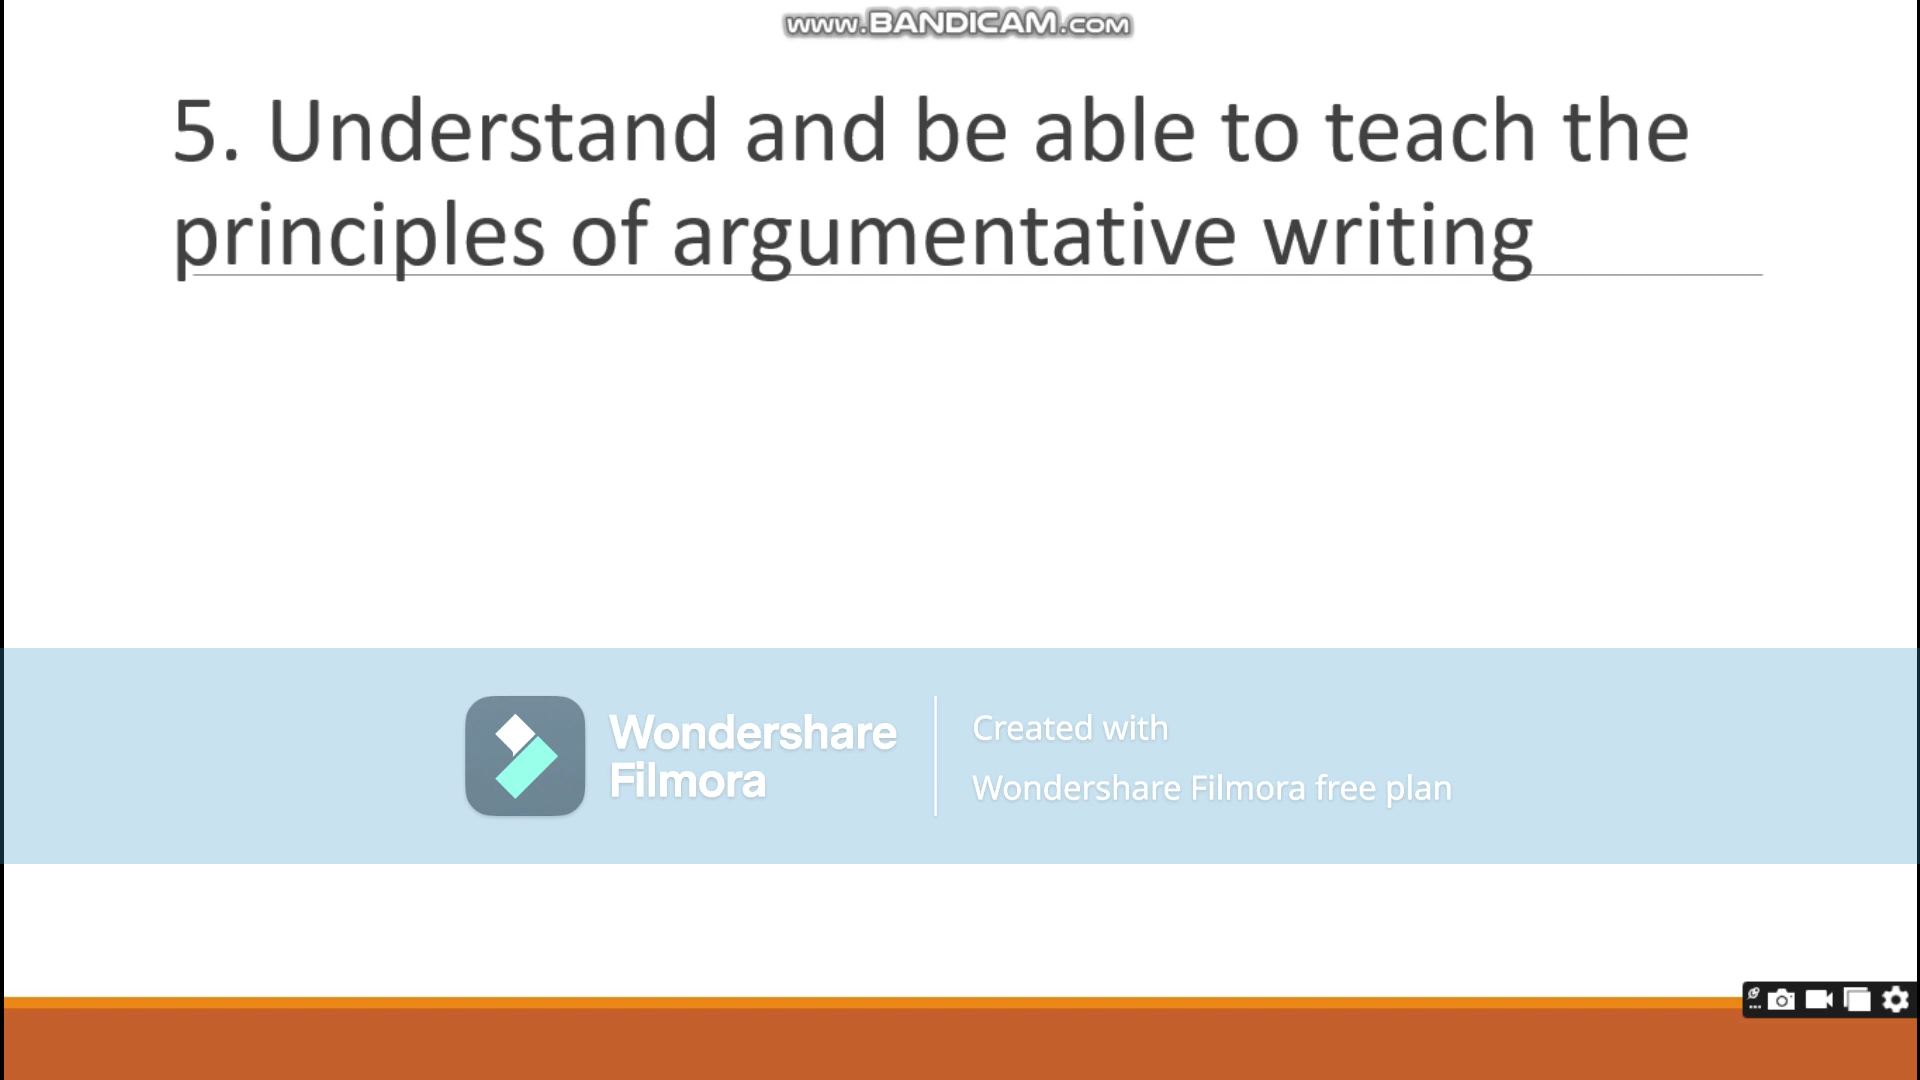 www.BANDICAM.com
5. Understand and be able to teach the
principles of argumentative writing
Wondershare
Filmora
Created with
Wondershare Filmora free plan